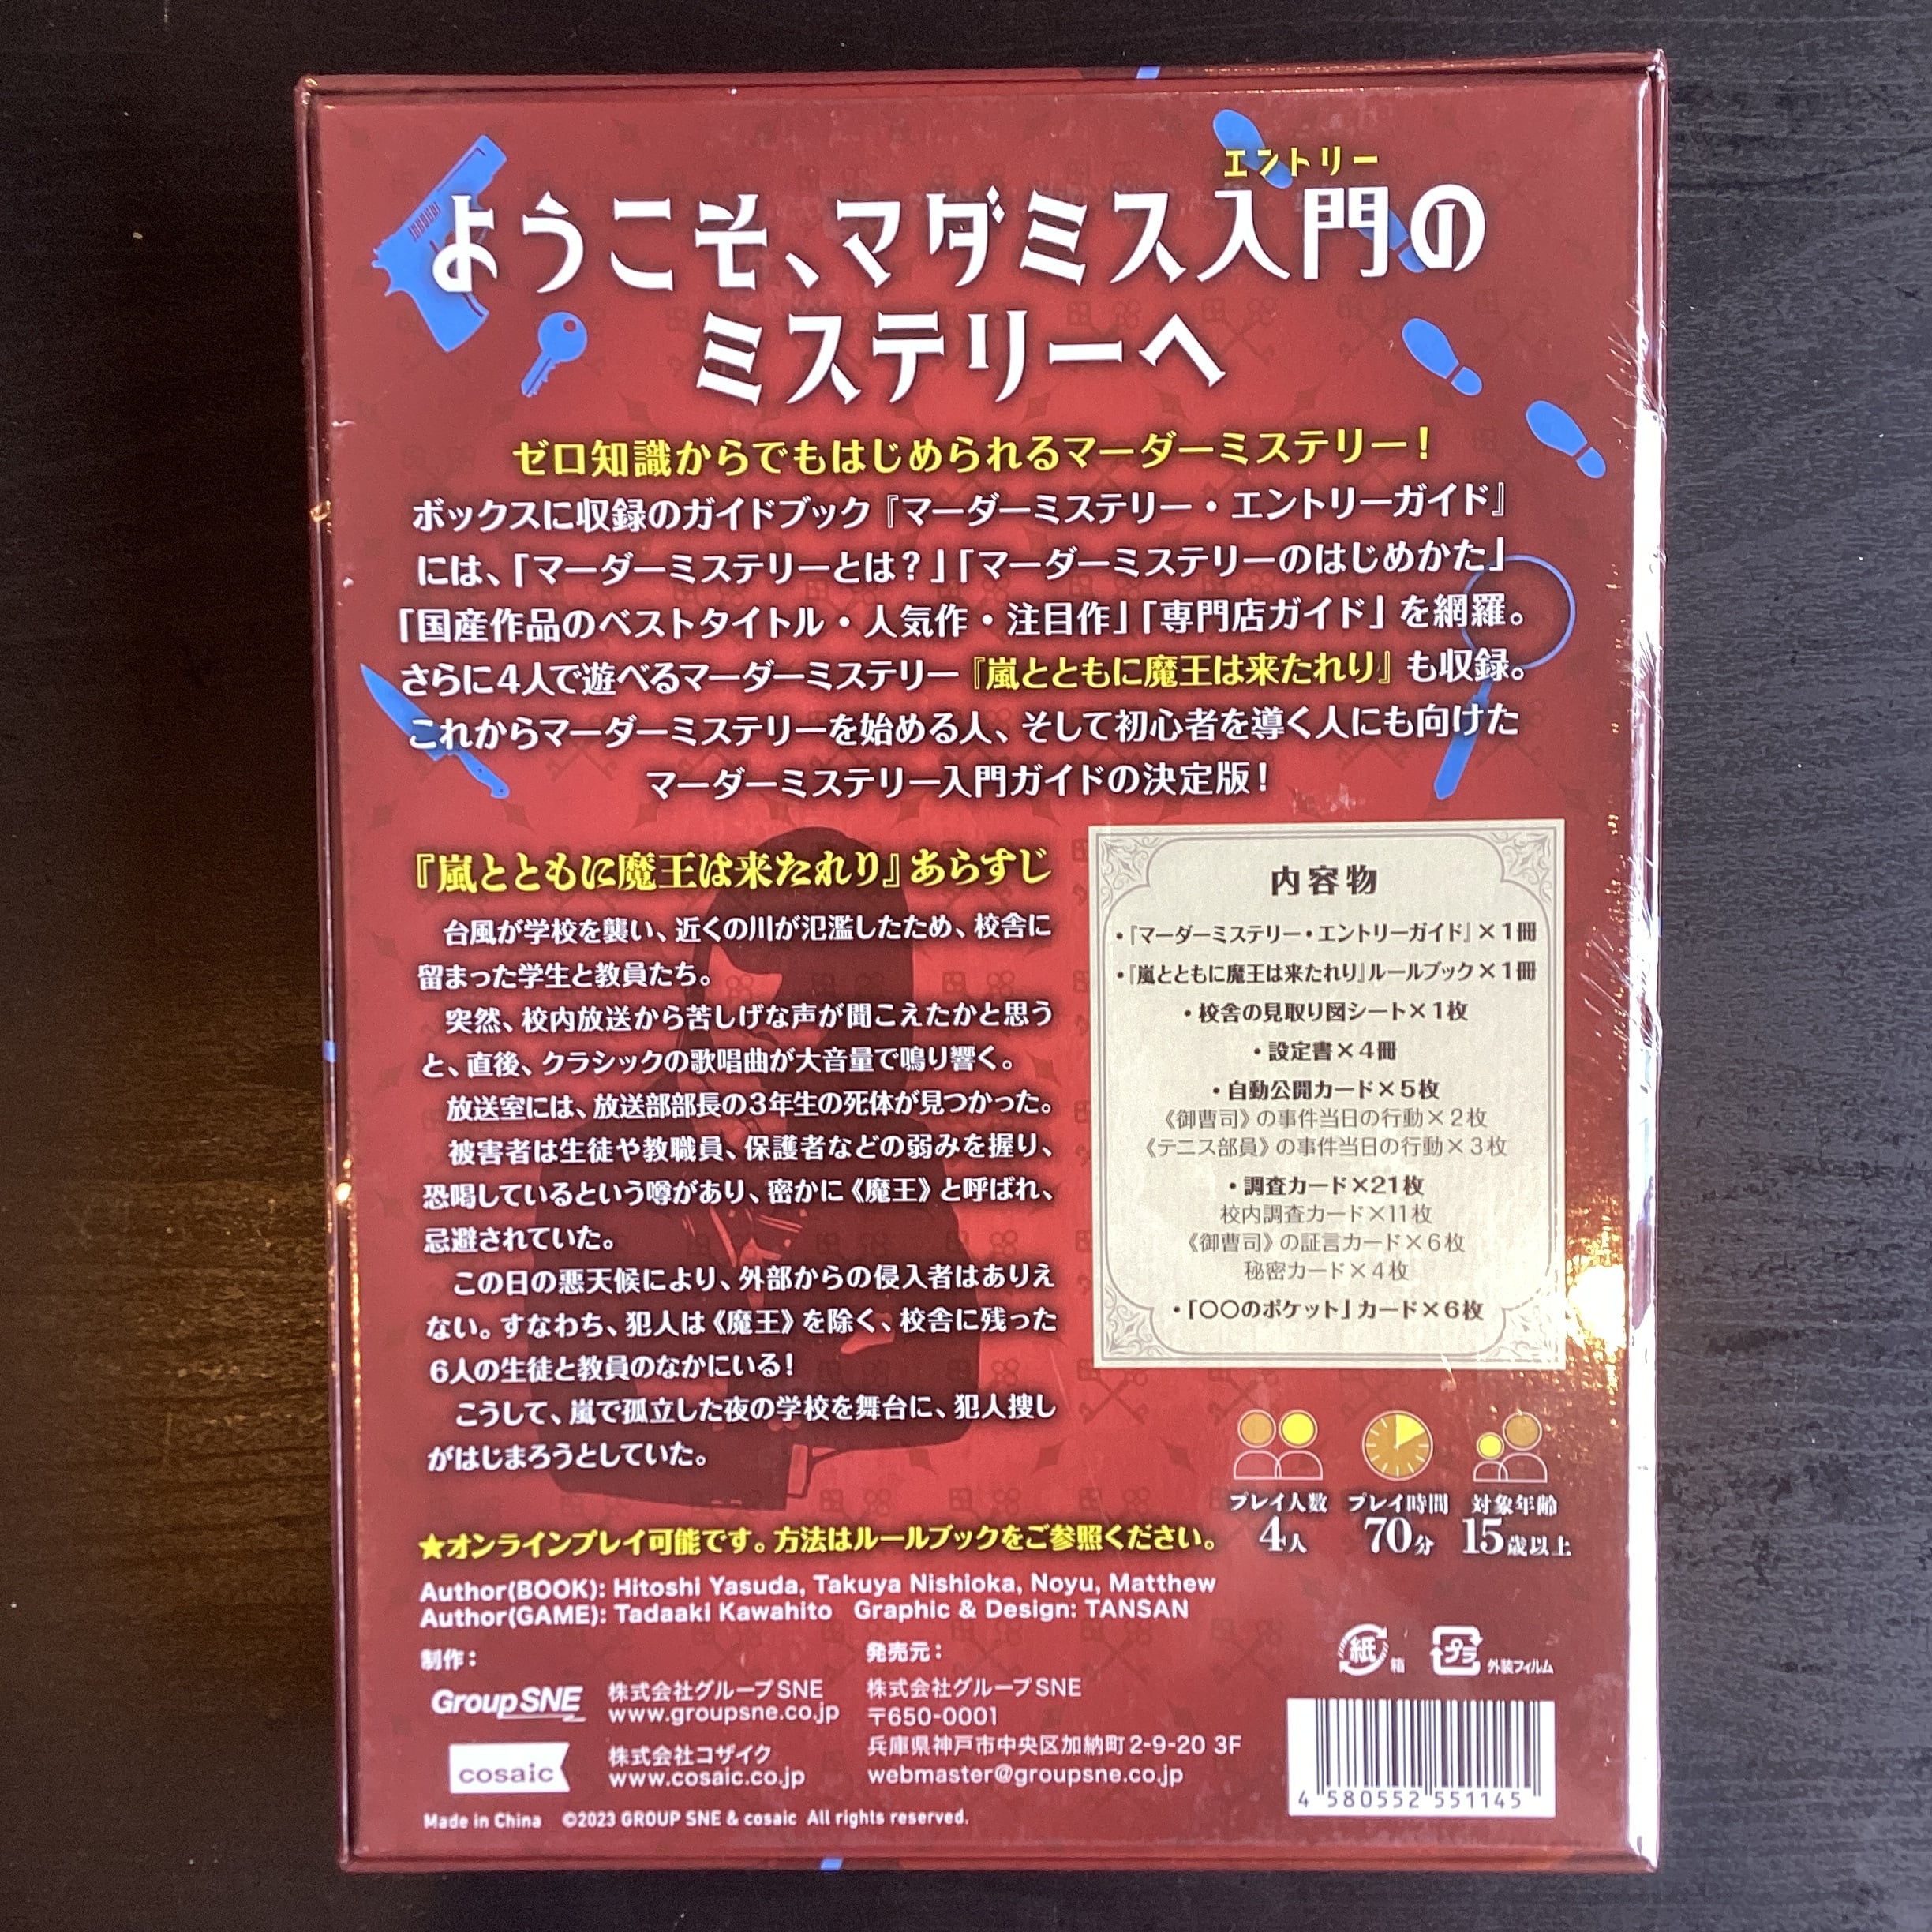 エントリー
ようこそ、マダミス入門の
ミステリーへ
ゼロ知識からでもはじめられるマーダーミステリー！
ボックスに収録のガイドブック『マーダーミステリー・エントリーガイド』
には、「マーダーミステリーとは？」「マーダーミステリーのはじめかた」
「国産作品のベストタイトル・人気作・注目作」「専門店ガイド」を網羅。
さらに4人で遊べるマーダーミステリー『嵐とともに魔王は来たれり』も収録。
これからマーダーミステリーを始める人、そして初心者を導く人にも向けた
マーダーミステリー入門ガイドの決定版！
『嵐とともに魔王は来たれり』あらすじ
台風が学校を襲い、近くの川が氾濫したため、校舎に
留まった学生と教員たち。
突然、校内放送から苦しげな声が聞こえたかと思う
と、直後、クラシックの歌唱曲が大音量で鳴り響く。
放送室には、放送部部長の3年生の死体が見つかった。
被害者は生徒や教職員、保護者などの弱みを握り、
恐喝しているという噂があり、密かに《魔王》と呼ばれ、
忌避されていた。
この日の悪天候により、外部からの侵入者はありえ
ない。すなわち、犯人は《魔王》を除く、校舎に残った
6人の生徒と教員のなかにいる！
こうして、嵐で孤立した夜の学校を舞台に、犯人捜し
がはじまろうとしていた。
内容物
・『マーダーミステリー・エントリーガイド』×1冊
・『嵐とともに魔王は来たれり』ルールブック×1冊
・校舎の見取り図シート×1枚
・設定書×4冊
・自動公開カード×5枚
《御曹司》の事件当日の行動×2枚
《テニス部員》の事件当日の行動×3枚
・調査カード×21枚
校内調査カード×11枚
《御曹司》の証言カード×6枚
秘密カード×4枚
・「〇〇のポケット」カード×6枚
プレイ人数 プレイ時間 対象年齢
4人 70分 15歳以上
★オンラインプレイ可能です。方法はルールブックをご参照ください。
Author(BOOK): Hitoshi Yasuda, Takuya Nishioka, Noyu, Matthew
Author(GAME): Tadaaki Kawahito Graphic & Design: TANSAN
制作：
Group SNE
株式会社グループSNE
www.groupsne.co.jp
cosaic
株式会社コザイク
www.cosaic.co.jp
発売元：
株式会社グループSNE
〒650-0001
兵庫県神戸市中央区加納町2-9-20 3F
webmaster@groupsne.co.jp
紙 箱 プラ 外装フィルム
4 580552 551145
Made in China ©2023 GROUP SNE & cosaic All rights reserved.